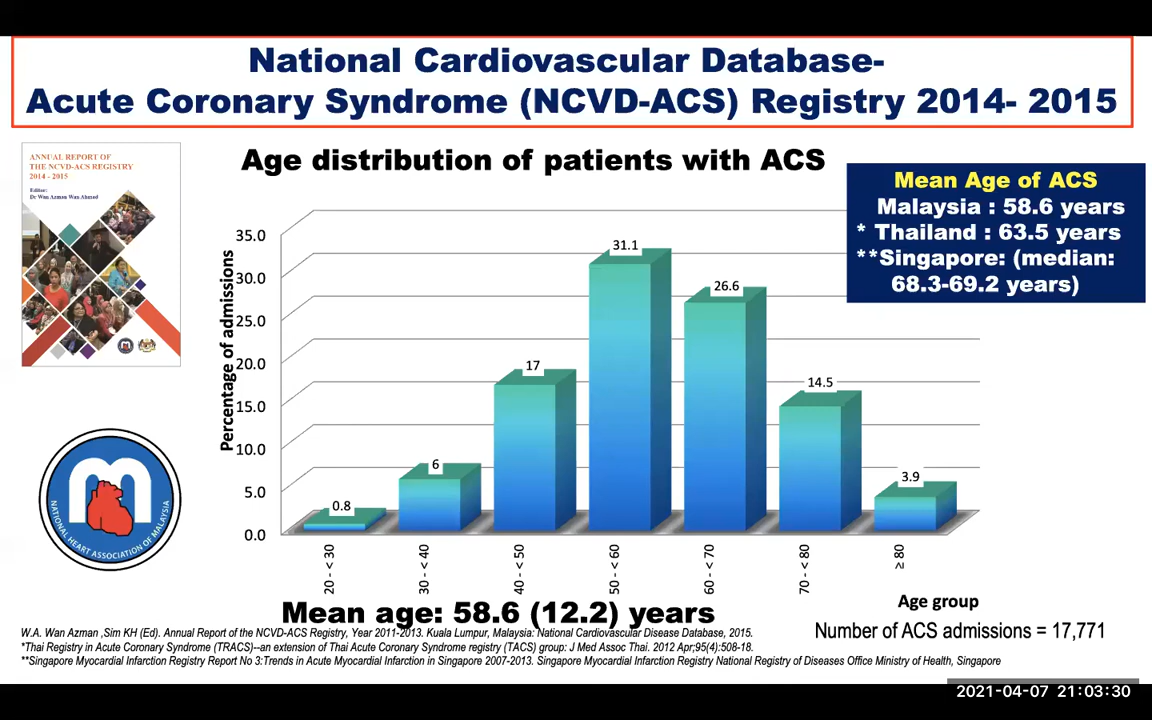 National Cardiovascular Database-
Acute Coronary Syndrome (NCVD-ACS) Registry 2014- 2015
ANNUAL REPORT OF
THE NCVD-ACS REGISTRY
2014 - 2015
Editor:
Dr Wan Azman Wan Ahmad
Age distribution of patients with ACS
Mean Age of ACS
Malaysia : 58.6 years
* Thailand : 63.5 years
**Singapore: (median:
68.3-69.2 years)
Percentage of admissions
35.0
30.0
25.0
20.0
15.0
10.0
5.0
0.0
0.8
6
17
31.1
26.6
14.5
3.9
20 - < 30
30 - < 40
40 - < 50
50 - < 60
60 - < 70
70 - < 80
≥ 80
Age group
NATIONAL HEART ASSOCIATION OF MALAYSIA
Mean age: 58.6 (12.2) years
Number of ACS admissions = 17,771
W.A. Wan Azman ,Sim KH (Ed). Annual Report of the NCVD-ACS Registry, Year 2011-2013. Kuala Lumpur, Malaysia: National Cardiovascular Disease Database, 2015.
*Thai Registry in Acute Coronary Syndrome (TRACS)--an extension of Thai Acute Coronary Syndrome registry (TACS) group: J Med Assoc Thai. 2012 Apr;95(4):508-18.
**Singapore Myocardial Infarction Registry Report No 3:Trends in Acute Myocardial Infarction in Singapore 2007-2013. Singapore Myocardial Infarction Registry National Registry of Diseases Office Ministry of Health, Singapore
2021-04-07 21:03:30